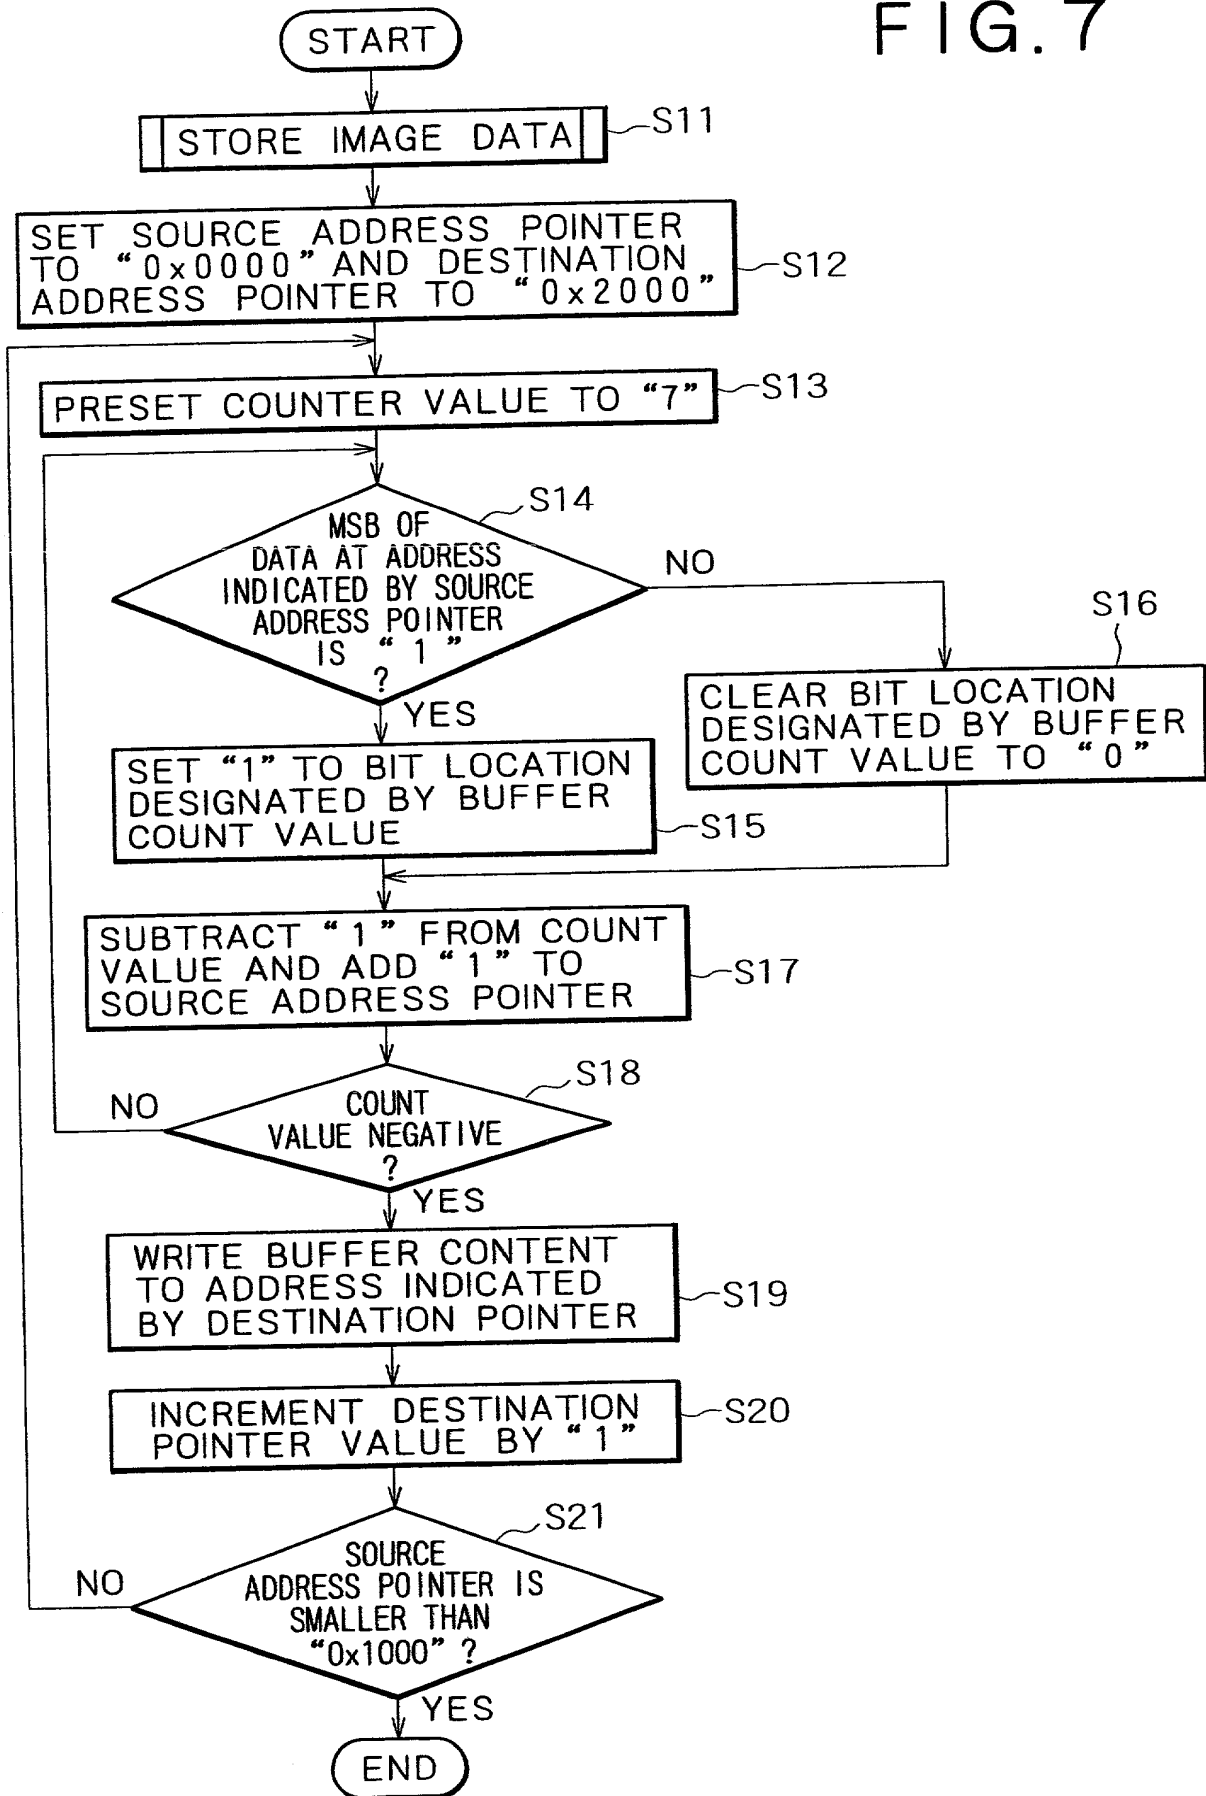 FIG.7
START
STORE IMAGE DATA
S11
SET SOURCE ADDRESS POINTER
TO “0x0000” AND DESTINATION
ADDRESS POINTER TO “0x2000”
S12
PRESET COUNTER VALUE TO “7”
S13
S14
MSB OF
DATA AT ADDRESS
INDICATED BY SOURCE
ADDRESS POINTER
IS “1”
?
NO
YES
S16
CLEAR BIT LOCATION
DESIGNATED BY BUFFER
COUNT VALUE TO “0”
SET “1” TO BIT LOCATION
DESIGNATED BY BUFFER
COUNT VALUE
S15
SUBTRACT “1” FROM COUNT
VALUE AND ADD “1” TO
SOURCE ADDRESS POINTER
S17
S18
NO
COUNT
VALUE NEGATIVE
?
YES
WRITE BUFFER CONTENT
TO ADDRESS INDICATED
BY DESTINATION POINTER
S19
INCREMENT DESTINATION
POINTER VALUE BY “1”
S20
S21
NO
SOURCE
ADDRESS POINTER IS
SMALLER THAN
“0x1000” ?
YES
END